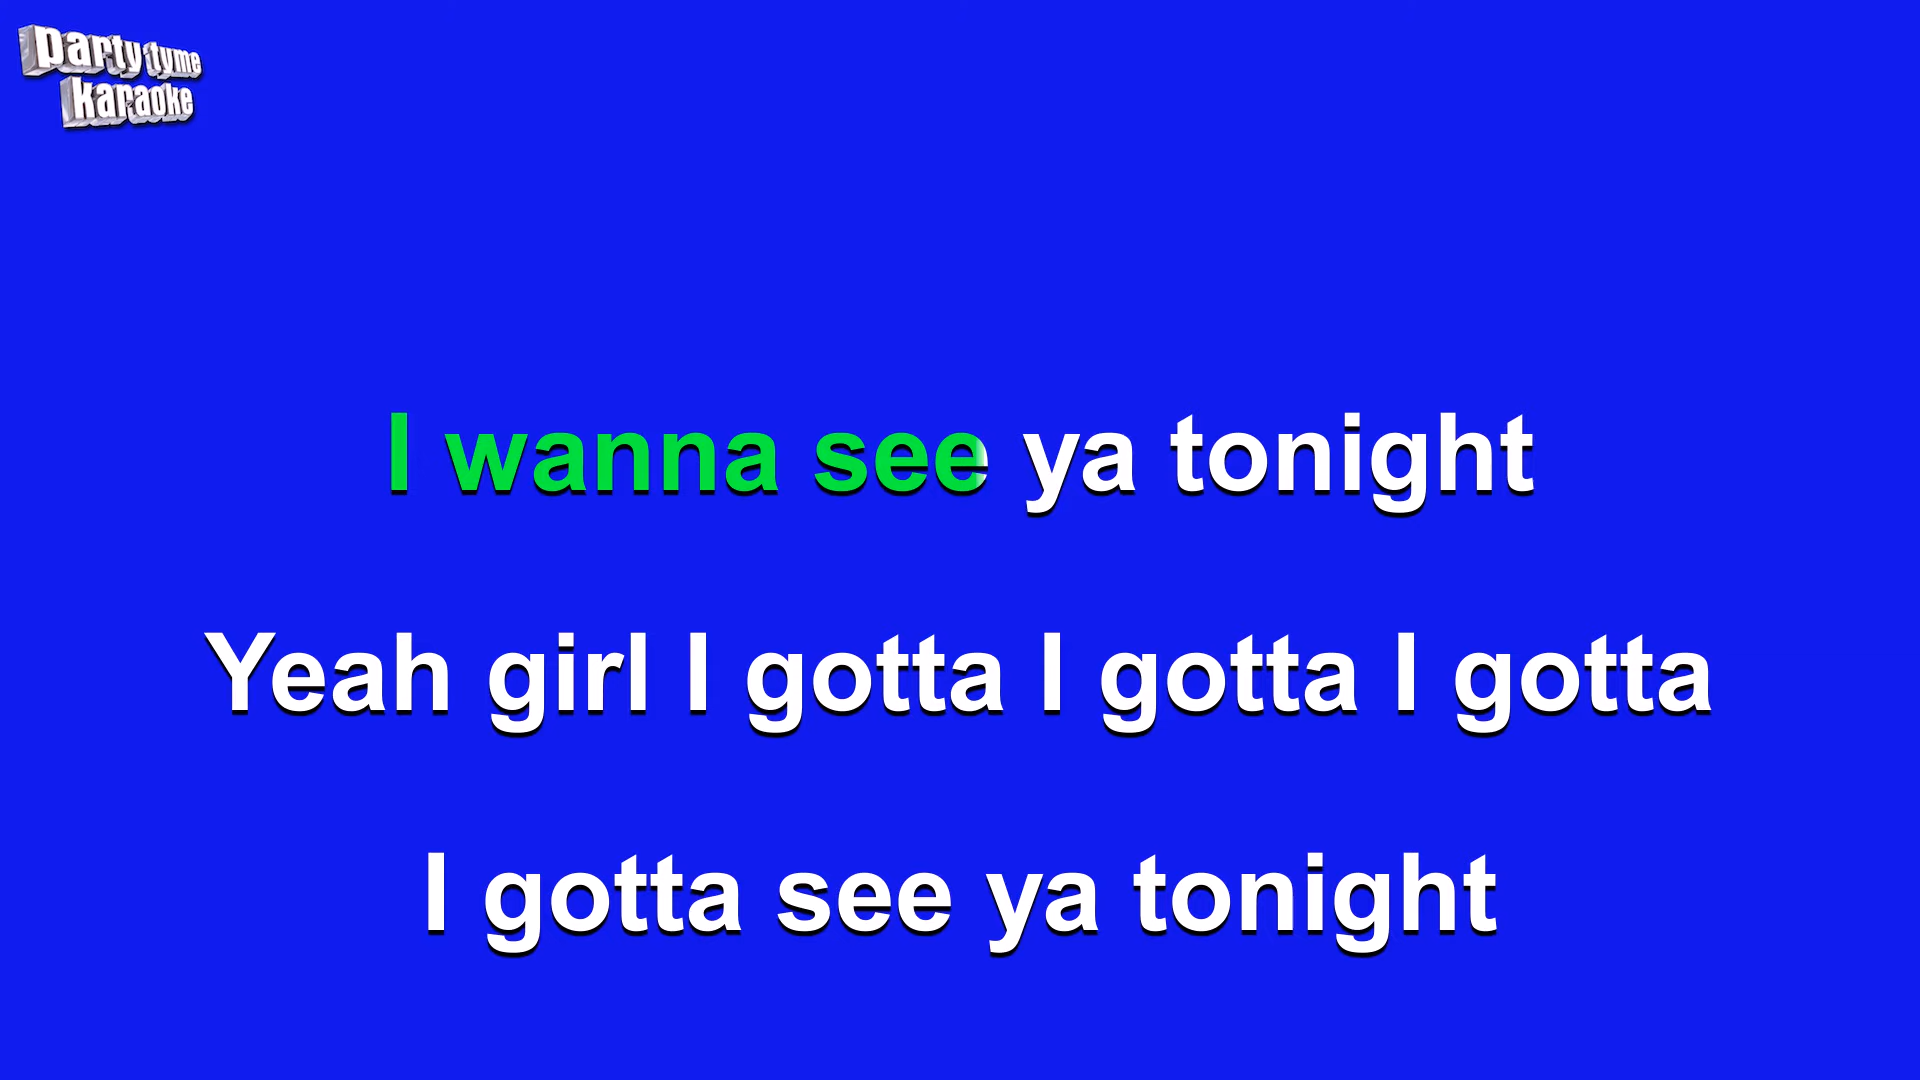 party tyme
karaoke
I wanna see ya tonight
Yeah girl I gotta I gotta I gotta
I gotta see ya tonight